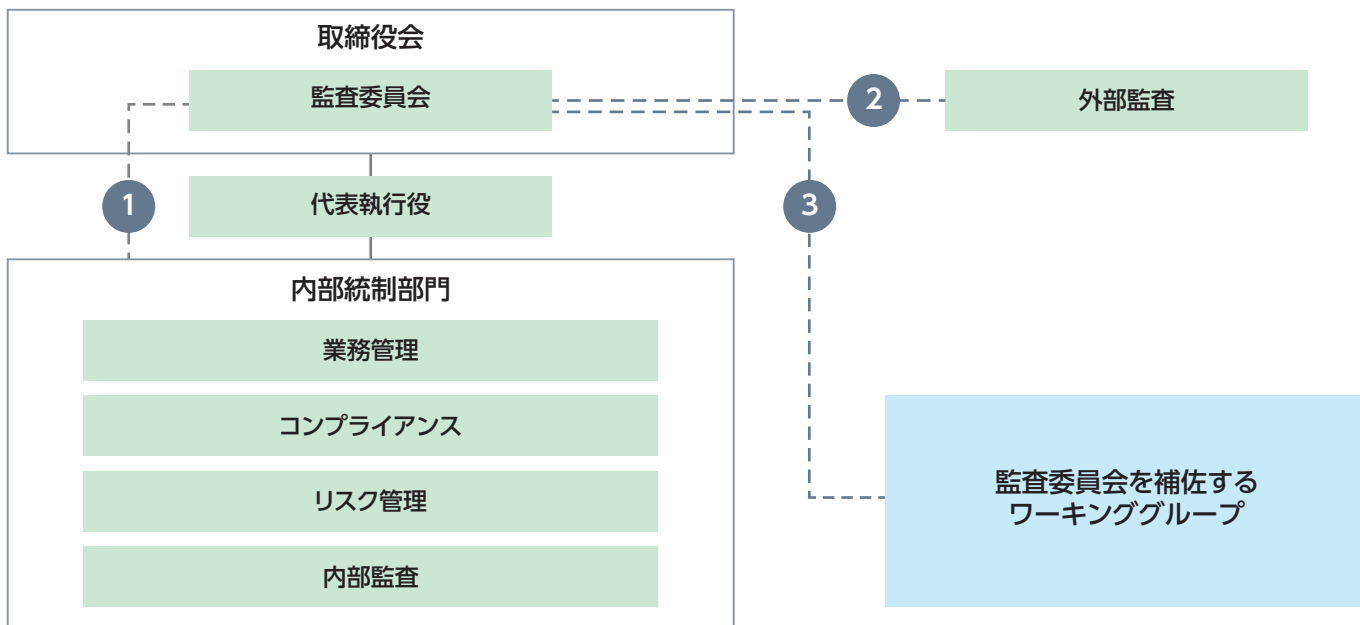 取締役会
監査委員会
2
外部監査
1
代表執行役
3
内部統制部門
業務管理
コンプライアンス
リスク管理
内部監査
監査委員会を補佐する
ワーキンググループ